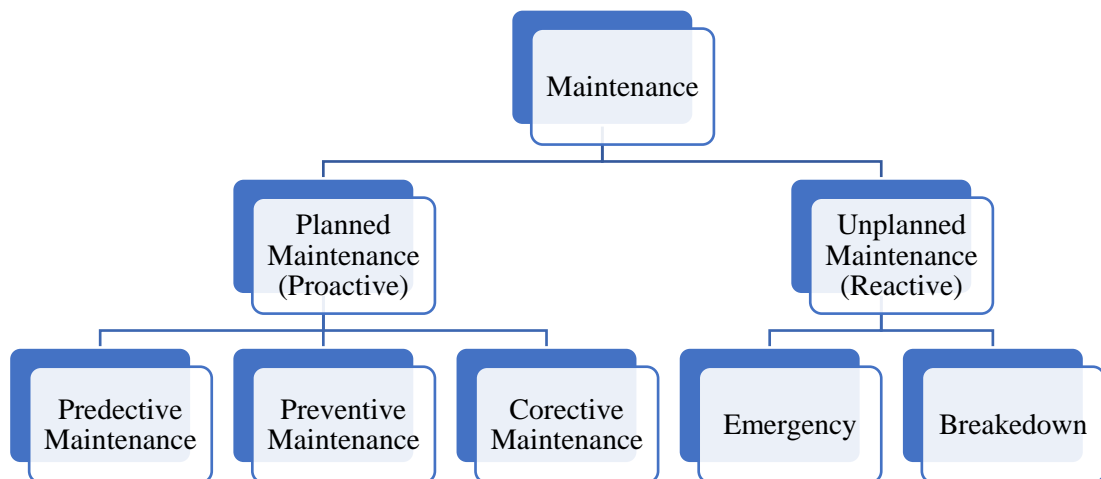 Maintenance
Planned
Maintenance
(Proactive)
Unplanned
Maintenance
(Reactive)
Predective
Maintenance
Preventive
Maintenance
Corective
Maintenance
Emergency
Breakedown